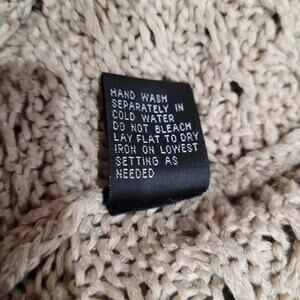 HAND WASH
SEPARATELY IN
COLD WATER
DO NOT BLEACH
LAY FLAT TO DRY
IRON ON LOWEST
SETTING AS
NEEDED